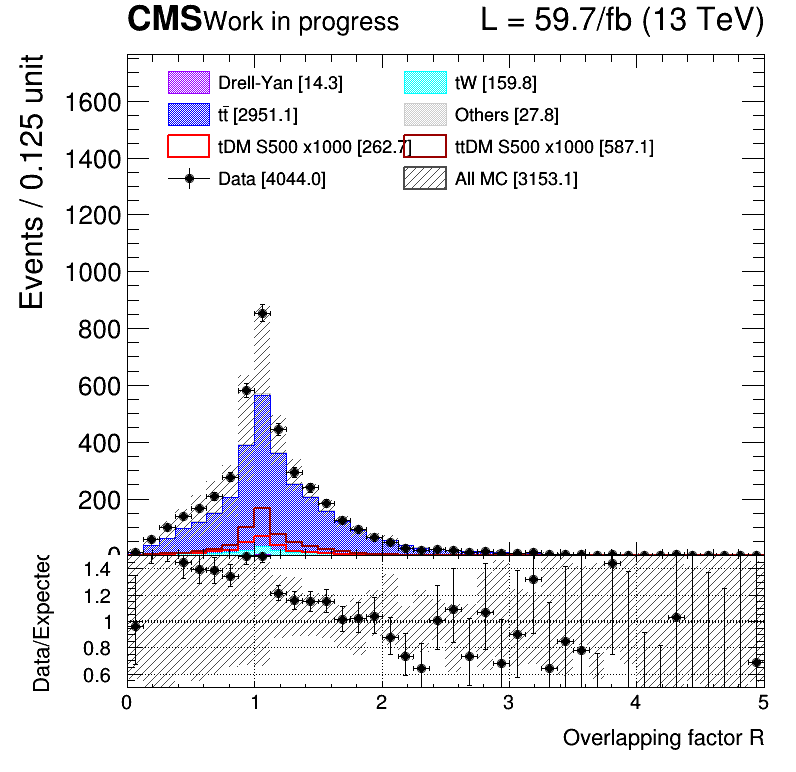 CMS Work in progress L = 59.7/fb (13 TeV)
Events / 0.125 unit
Drell-Yan [14.3] tW [159.8]
tt̄ [2951.1] Others [27.8]
tDM S500 x1000 [262.7] ttDM S500 x1000 [587.1]
Data [4044.0] All MC [3153.1]
1600
1400
1200
1000
800
600
400
200
0
Data/Expected
1.4
1.2
1
0.8
0.6
0 1 2 3 4 5
Overlapping factor R